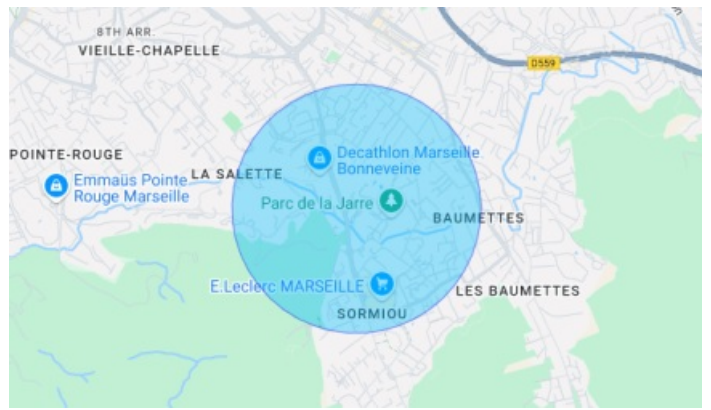 8TH ARR.
VIEILLE-CHAPELLE
D559
POINTE-ROUGE
Emmaüs Pointe
Rouge Marseille
LA SALETTE
Decathlon Marseille
Bonneveine
Parc de la Jarre
BAUMETTES
E.Leclerc MARSEILLE
LES BAUMETTES
SORMIOU